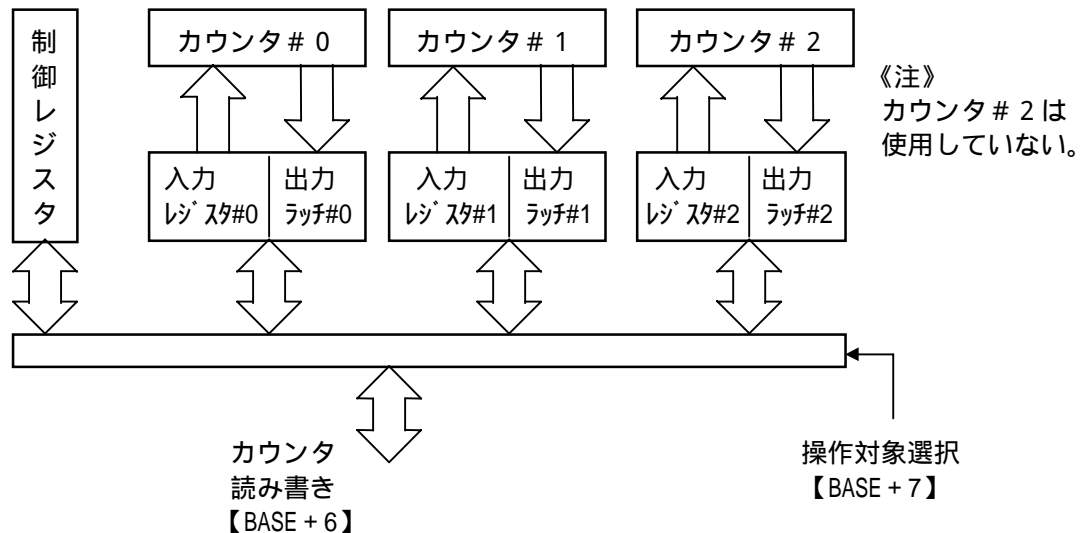 制御レジスタ
カウンタ＃０
カウンタ＃１
カウンタ＃２
《注》
カウンタ＃２は
使用していない。
入力
ﾚｼﾞｽﾀ#0
出力
ﾗｯﾁ#0
入力
ﾚｼﾞｽﾀ#1
出力
ﾗｯﾁ#1
入力
ﾚｼﾞｽﾀ#2
出力
ﾗｯﾁ#2
カウンタ
読み書き
【BASE＋6】
操作対象選択
【BASE＋7】